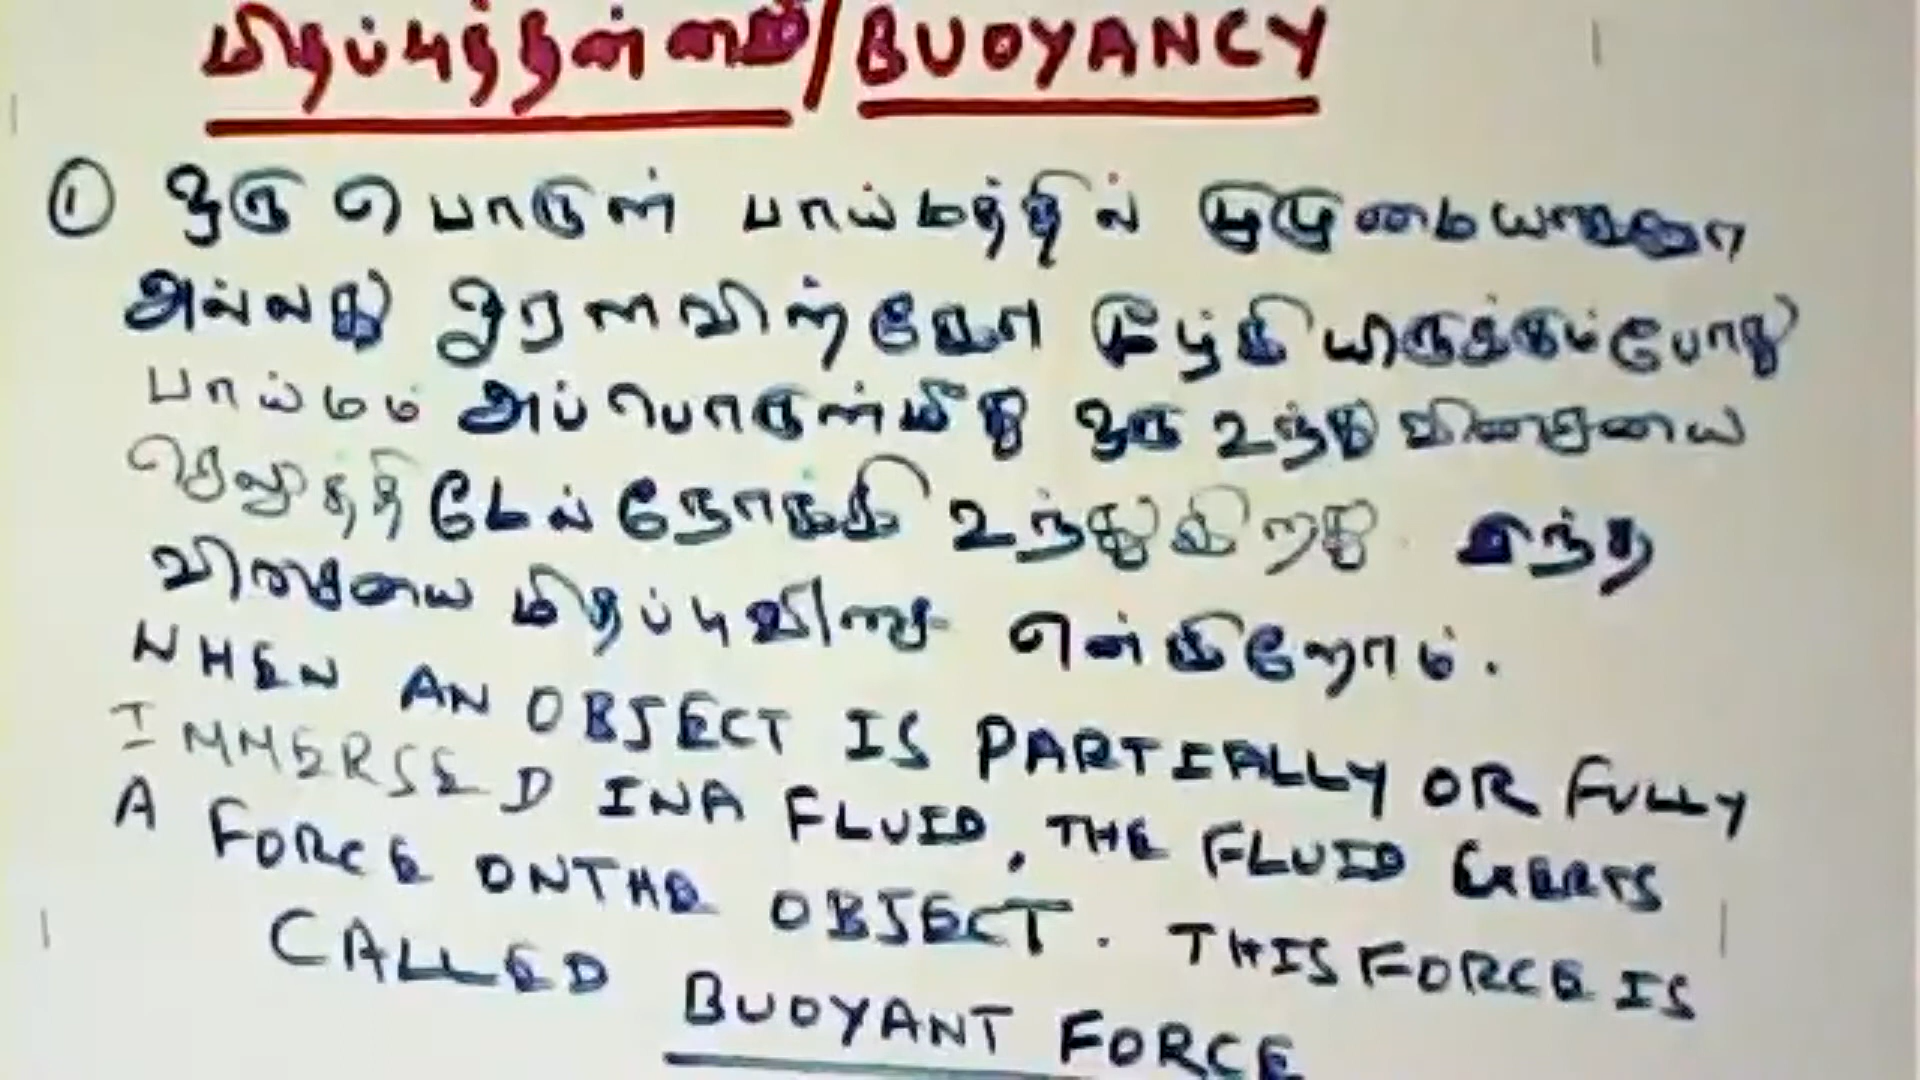 மிதப்புத்தன்மை/BUOYANCY
① ஒரு பொருள் பாய்மத்தில் முழுமையாகவோ
அல்லது ஓரளவிற்கோ மூழ்கியிருக்கும்போது
பாய்மம் அப்பொருள்மீது ஒரு உந்து விசையை
செலுத்தி மேல் நோக்கி உந்துகிறது. இந்த
விசையை மிதப்பு விசை என்கிறோம்.
WHEN AN OBJECT IS PARTIALLY OR FULLY
IMMERSED IN A FLUID, THE FLUID EXERTS
A FORCE ON THE OBJECT. THIS FORCE IS
CALLED BUOYANT FORCE